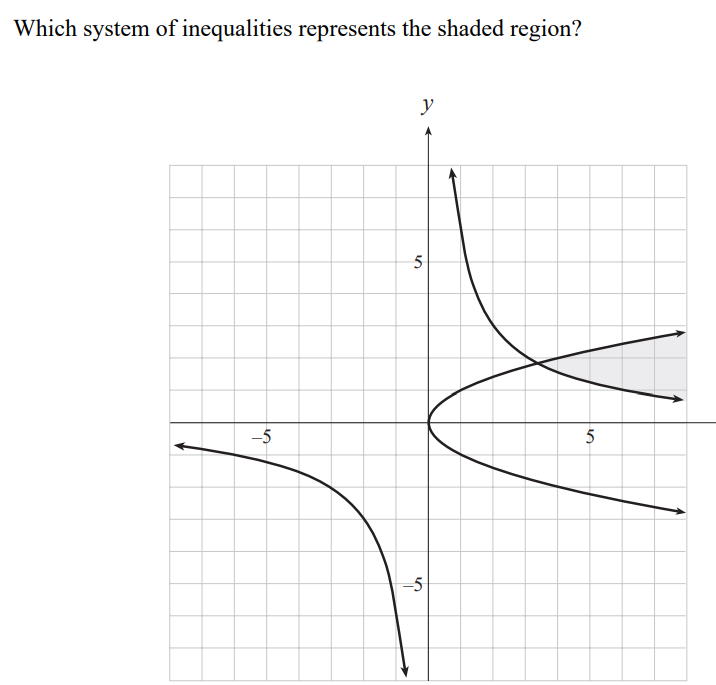 Which system of inequalities represents the shaded region?
y
5
–5
5
–5